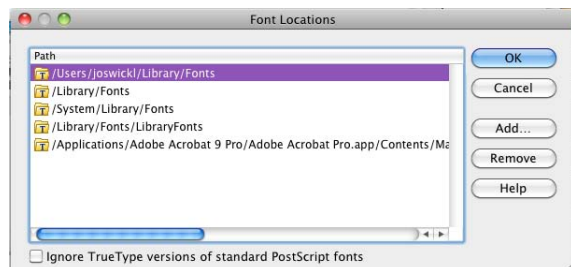 Font Locations
Path
/Users/joswickl/Library/Fonts
/Library/Fonts
/System/Library/Fonts
/Library/Fonts/LibraryFonts
/Applications/Adobe Acrobat 9 Pro/Adobe Acrobat Pro.app/Contents/Ma
OK
Cancel
Add...
Remove
Help
Ignore TrueType versions of standard PostScript fonts